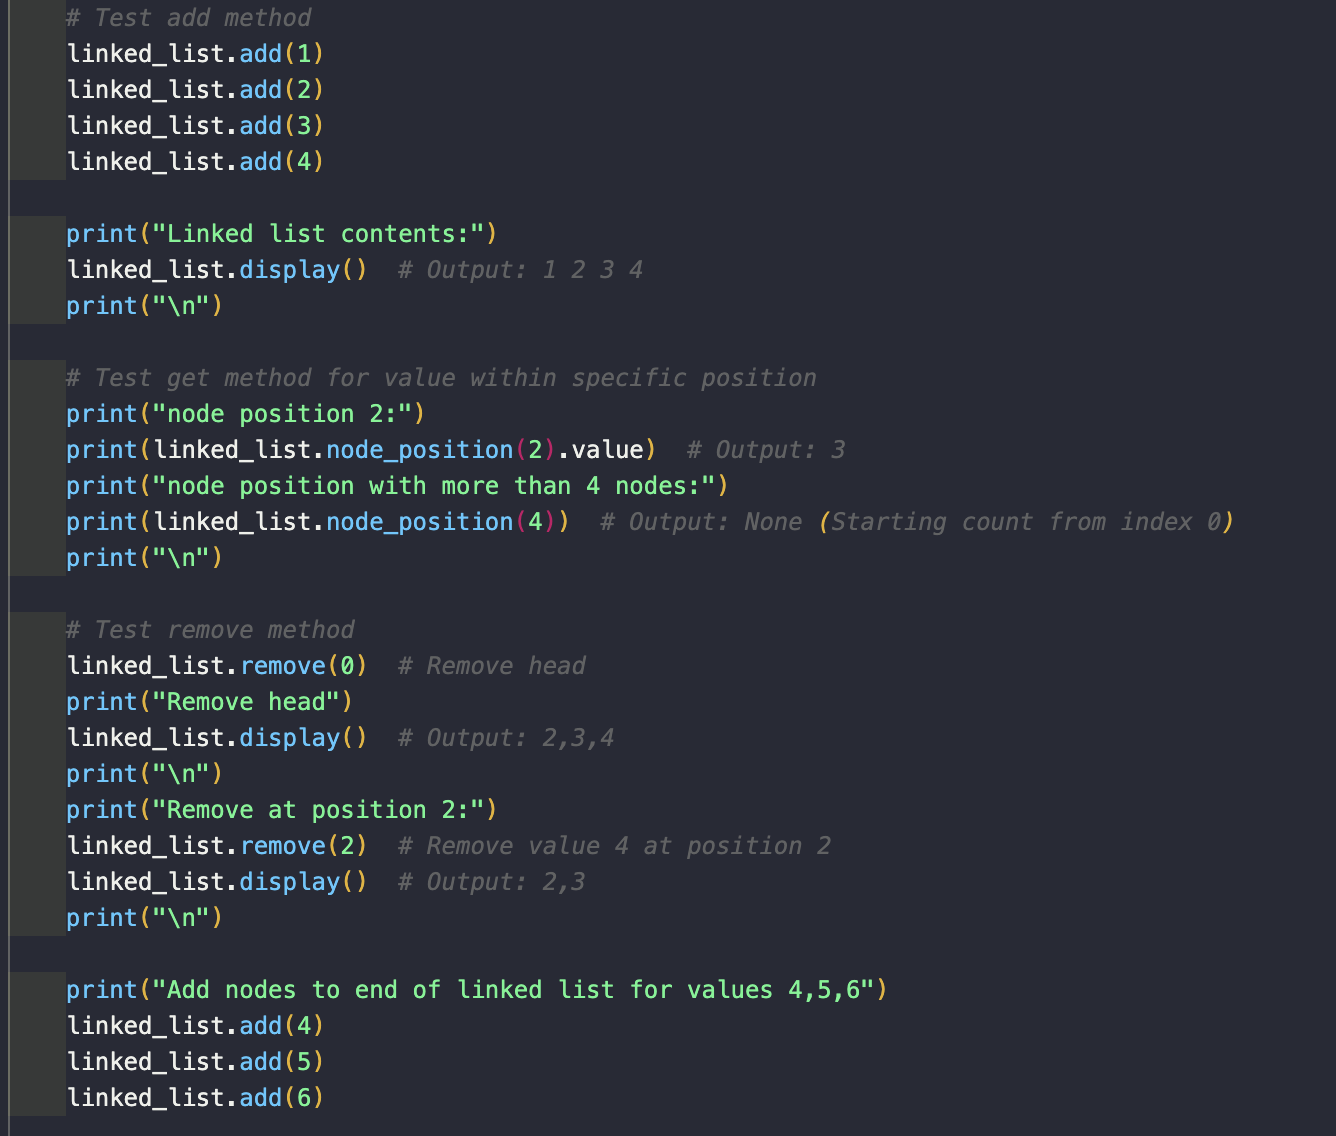 # Test add method
linked_list.add(1)
linked_list.add(2)
linked_list.add(3)
linked_list.add(4)
print("Linked list contents:")
linked_list.display()  # Output: 1 2 3 4
print("\n")
# Test get method for value within specific position
print("node position 2:")
print(linked_list.node_position(2).value)  # Output: 3
print("node position with more than 4 nodes:")
print(linked_list.node_position(4))  # Output: None (Starting count from index 0)
print("\n")
# Test remove method
linked_list.remove(0)  # Remove head
print("Remove head")
linked_list.display()  # Output: 2,3,4
print("\n")
print("Remove at position 2:")
linked_list.remove(2)  # Remove value 4 at position 2
linked_list.display()  # Output: 2,3
print("\n")
print("Add nodes to end of linked list for values 4,5,6")
linked_list.add(4)
linked_list.add(5)
linked_list.add(6)